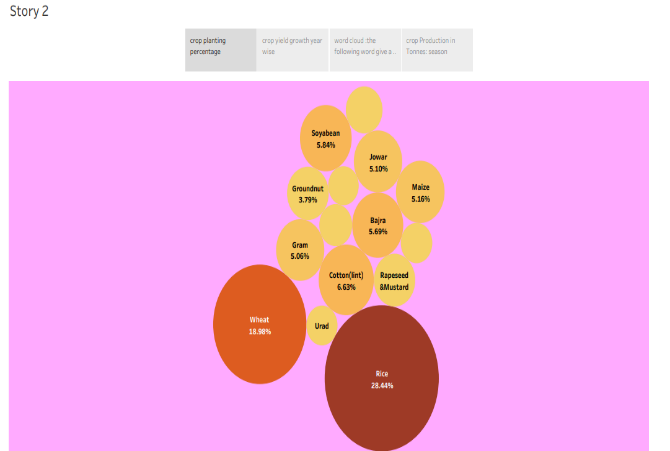 Story 2
crop planting
percentage
crop yield growth year
wise
word cloud :the
following word give a...
crop Production in
Tonnes: season
Soyabean
5.84%
Jowar
5.10%
Groundnut
3.79%
Maize
5.16%
Bajra
5.69%
Gram
5.06%
Cotton(lint)
6.63%
Rapeseed
&Mustard
Wheat
18.98%
Urad
Rice
28.44%